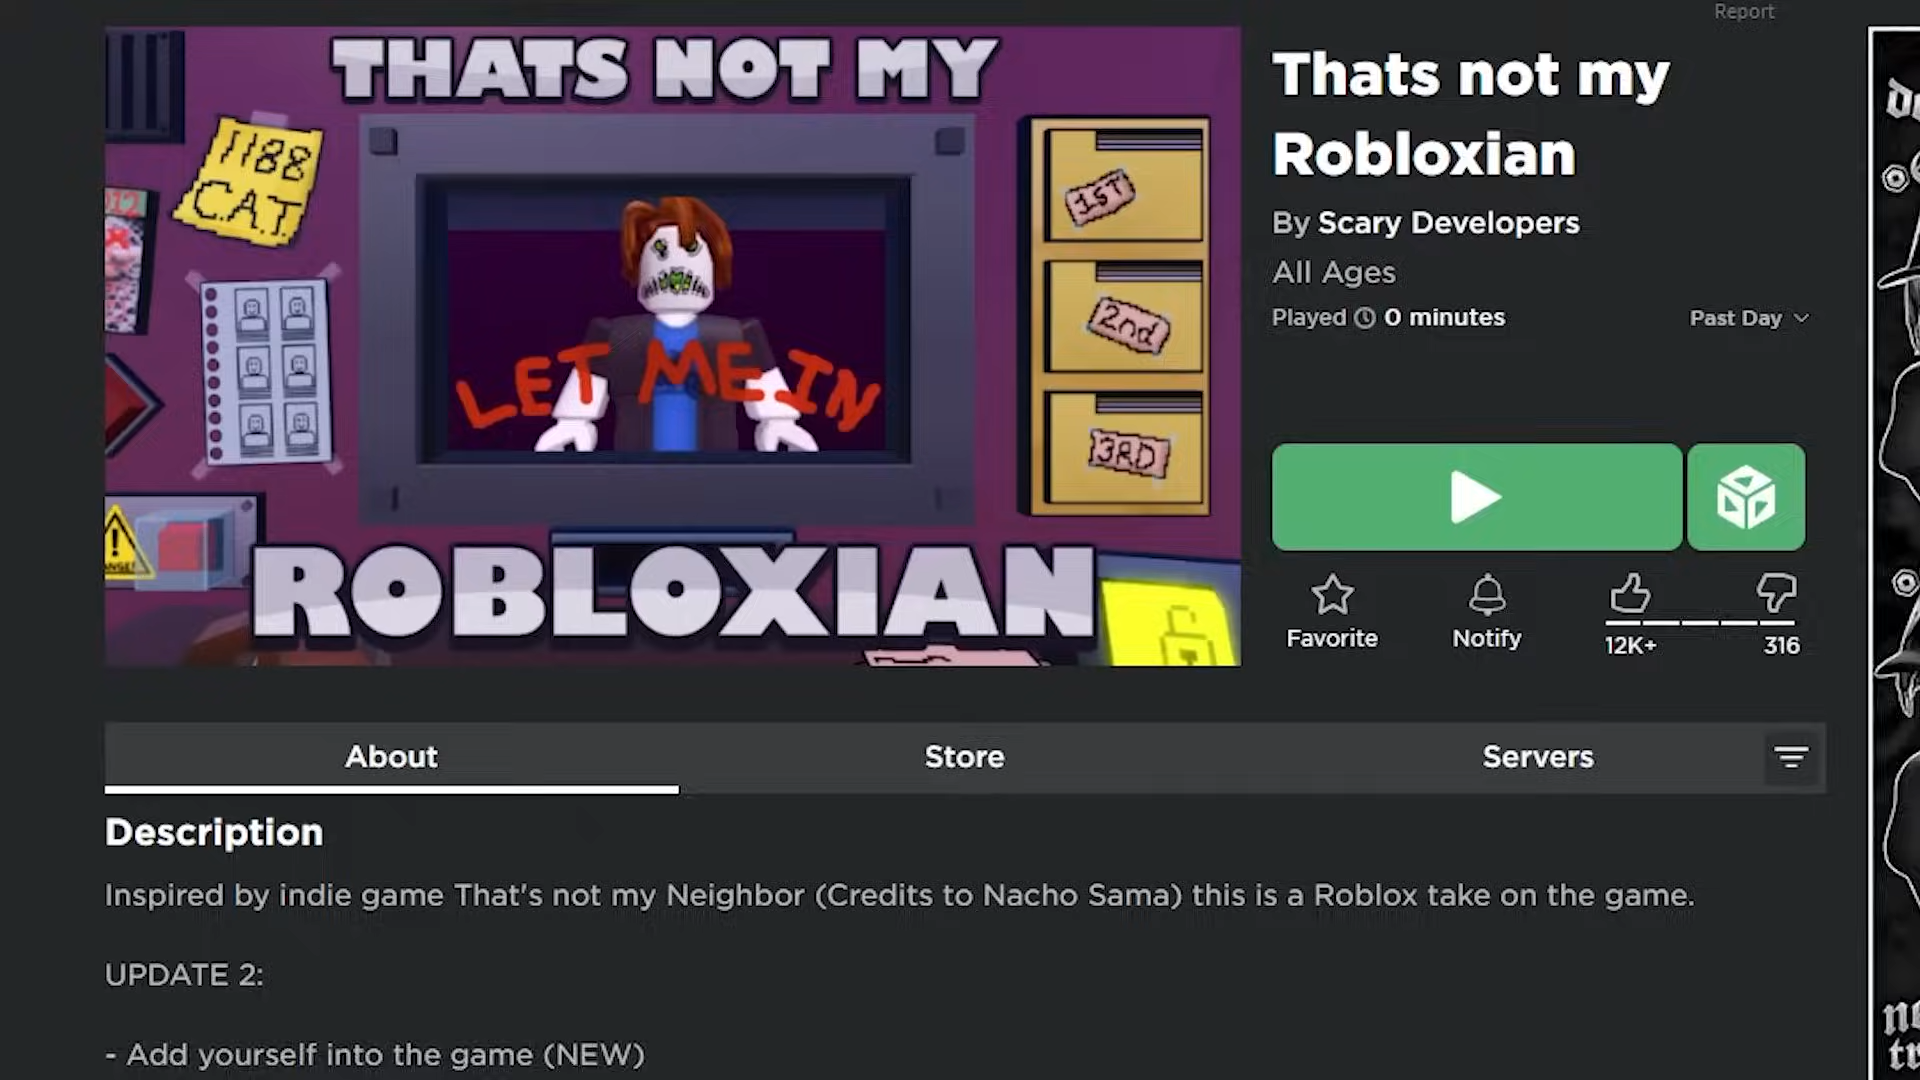 Report
THATS NOT MY
1188
C.A.T.
012
1ST
2nd
3RD
LET ME IN
ROBLOXIAN
Thats not my
Robloxian
By Scary Developers
All Ages
Played 0 minutes
Past Day
Favorite
Notify
12K+
316
About
Store
Servers
Description
Inspired by indie game That's not my Neighbor (Credits to Nacho Sama) this is a Roblox take on the game.
UPDATE 2:
- Add yourself into the game (NEW)